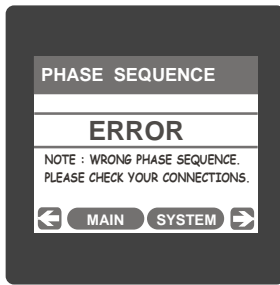 PHASE SEQUENCE
ERROR
NOTE : WRONG PHASE SEQUENCE.
PLEASE CHECK YOUR CONNECTIONS.
MAIN SYSTEM